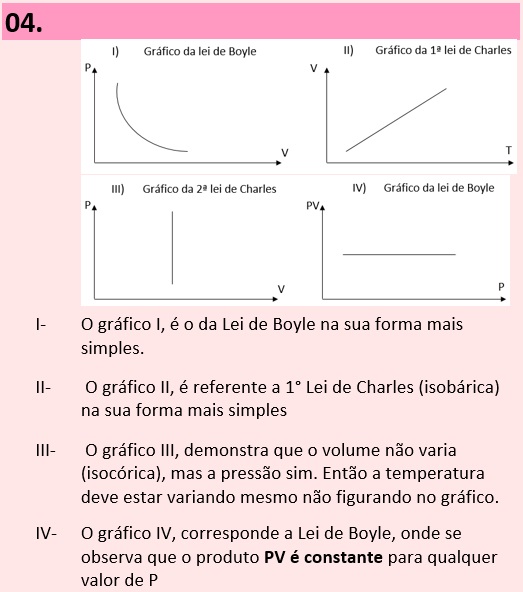 04.
I) Gráfico da lei de Boyle
P
V
II) Gráfico da 1ª lei de Charles
V
T
III) Gráfico da 2ª lei de Charles
P
V
IV) Gráfico da lei de Boyle
PV
P
I- O gráfico I, é o da Lei de Boyle na sua forma mais
simples.
II- O gráfico II, é referente a 1° Lei de Charles (isobárica)
na sua forma mais simples
III- O gráfico III, demonstra que o volume não varia
(isocórica), mas a pressão sim. Então a temperatura
deve estar variando mesmo não figurando no gráfico.
IV- O gráfico IV, corresponde a Lei de Boyle, onde se
observa que o produto PV é constante para qualquer
valor de P